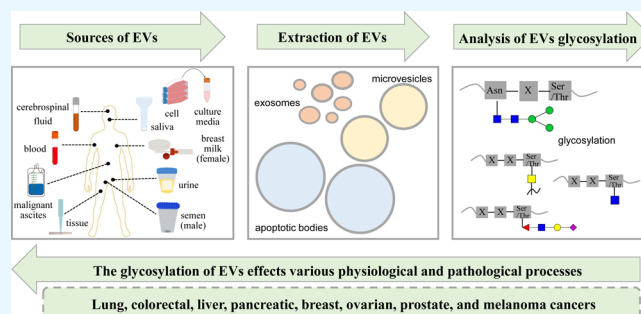 Sources of EVs
Extraction of EVs
Analysis of EVs glycosylation
cerebrospinal
fluid
blood
malignant
ascites
tissue
cell
culture
media
saliva
breast
milk
(female)
urine
semen
(male)
exosomes
microvesicles
apoptotic bodies
Asn
X
Ser
/Thr
glycosylation
X
X
Ser
/Thr
X
X
Ser
/Thr
X
X
Ser
/Thr
The glycosylation of EVs effects various physiological and pathological processes
Lung, colorectal, liver, pancreatic, breast, ovarian, prostate, and melanoma cancers